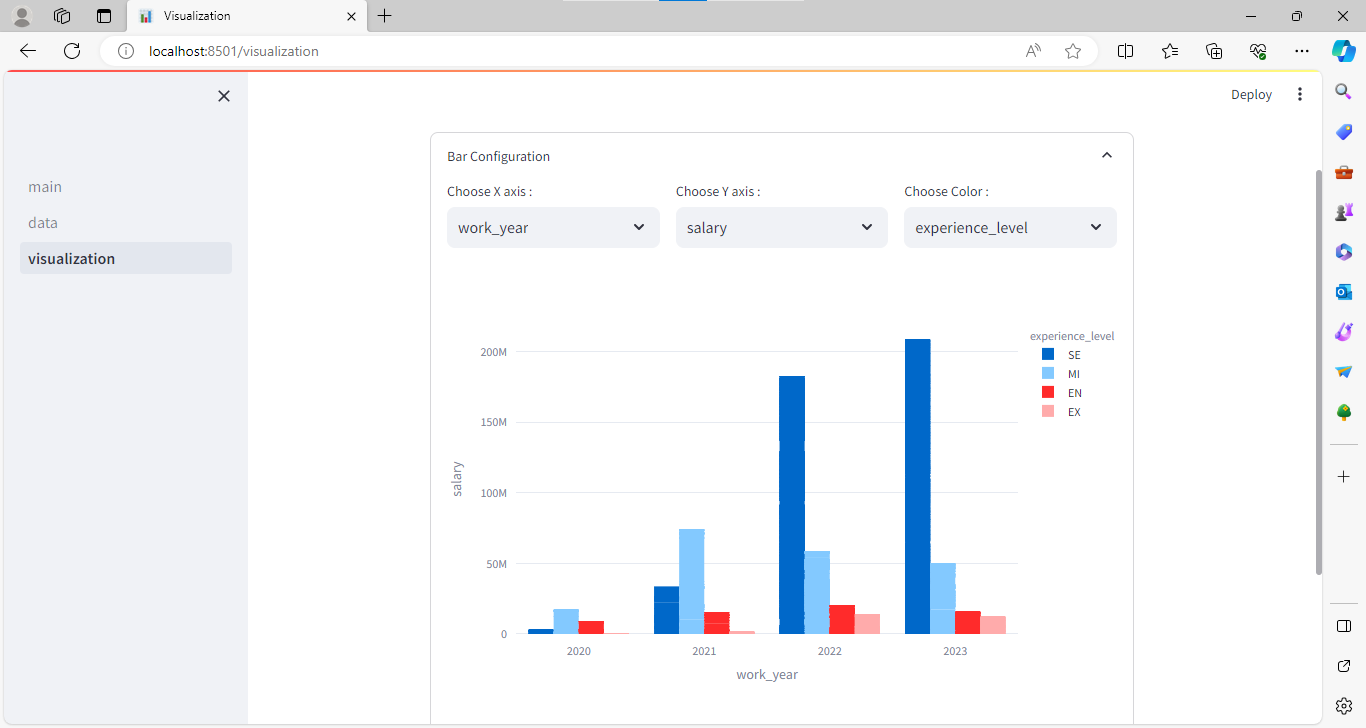 Visualization
localhost:8501/visualization
Deploy
main
data
visualization
Bar Configuration
Choose X axis :
Choose Y axis :
Choose Color :
work_year
salary
experience_level
experience_level
SE
MI
EN
EX
200M
150M
100M
50M
0
salary
2020
2021
2022
2023
work_year